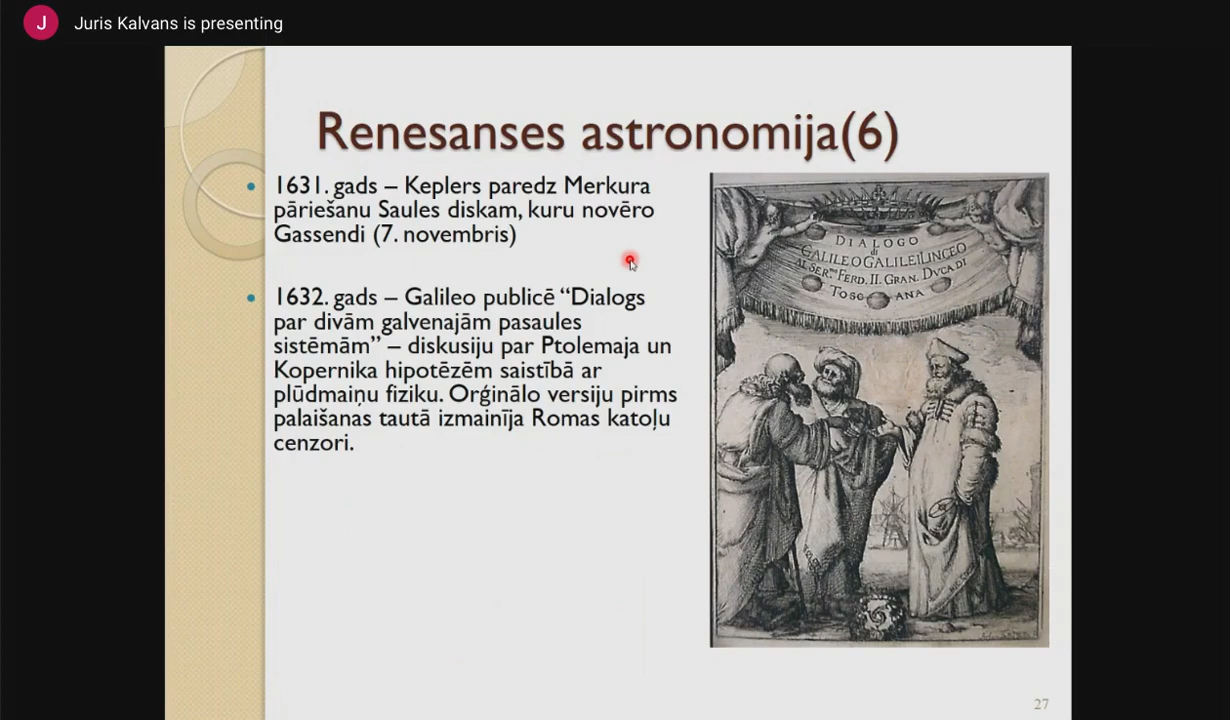 J
Juris Kalvans is presenting
Renesanses astronomija(6)
1631. gads – Keplers paredz Merkura
pāriešanu Saules diskam, kuru novēro
Gassendi (7. novembris)
1632. gads – Galileo publicē “Dialogs
par divām galvenajām pasaules
sistēmām” – diskusiju par Ptolemaja un
Kopernika hipotēzēm saistībā ar
plūdmaiņu fiziku. Orģinālo versiju pirms
palaišanas tautā izmainīja Romas katoļu
cenzori.
DIALOGO
di
GALILEO GALILEI LINCEO
AL SER.mo FERD. II. GRAN. DVCA DI
TOSCANA
27